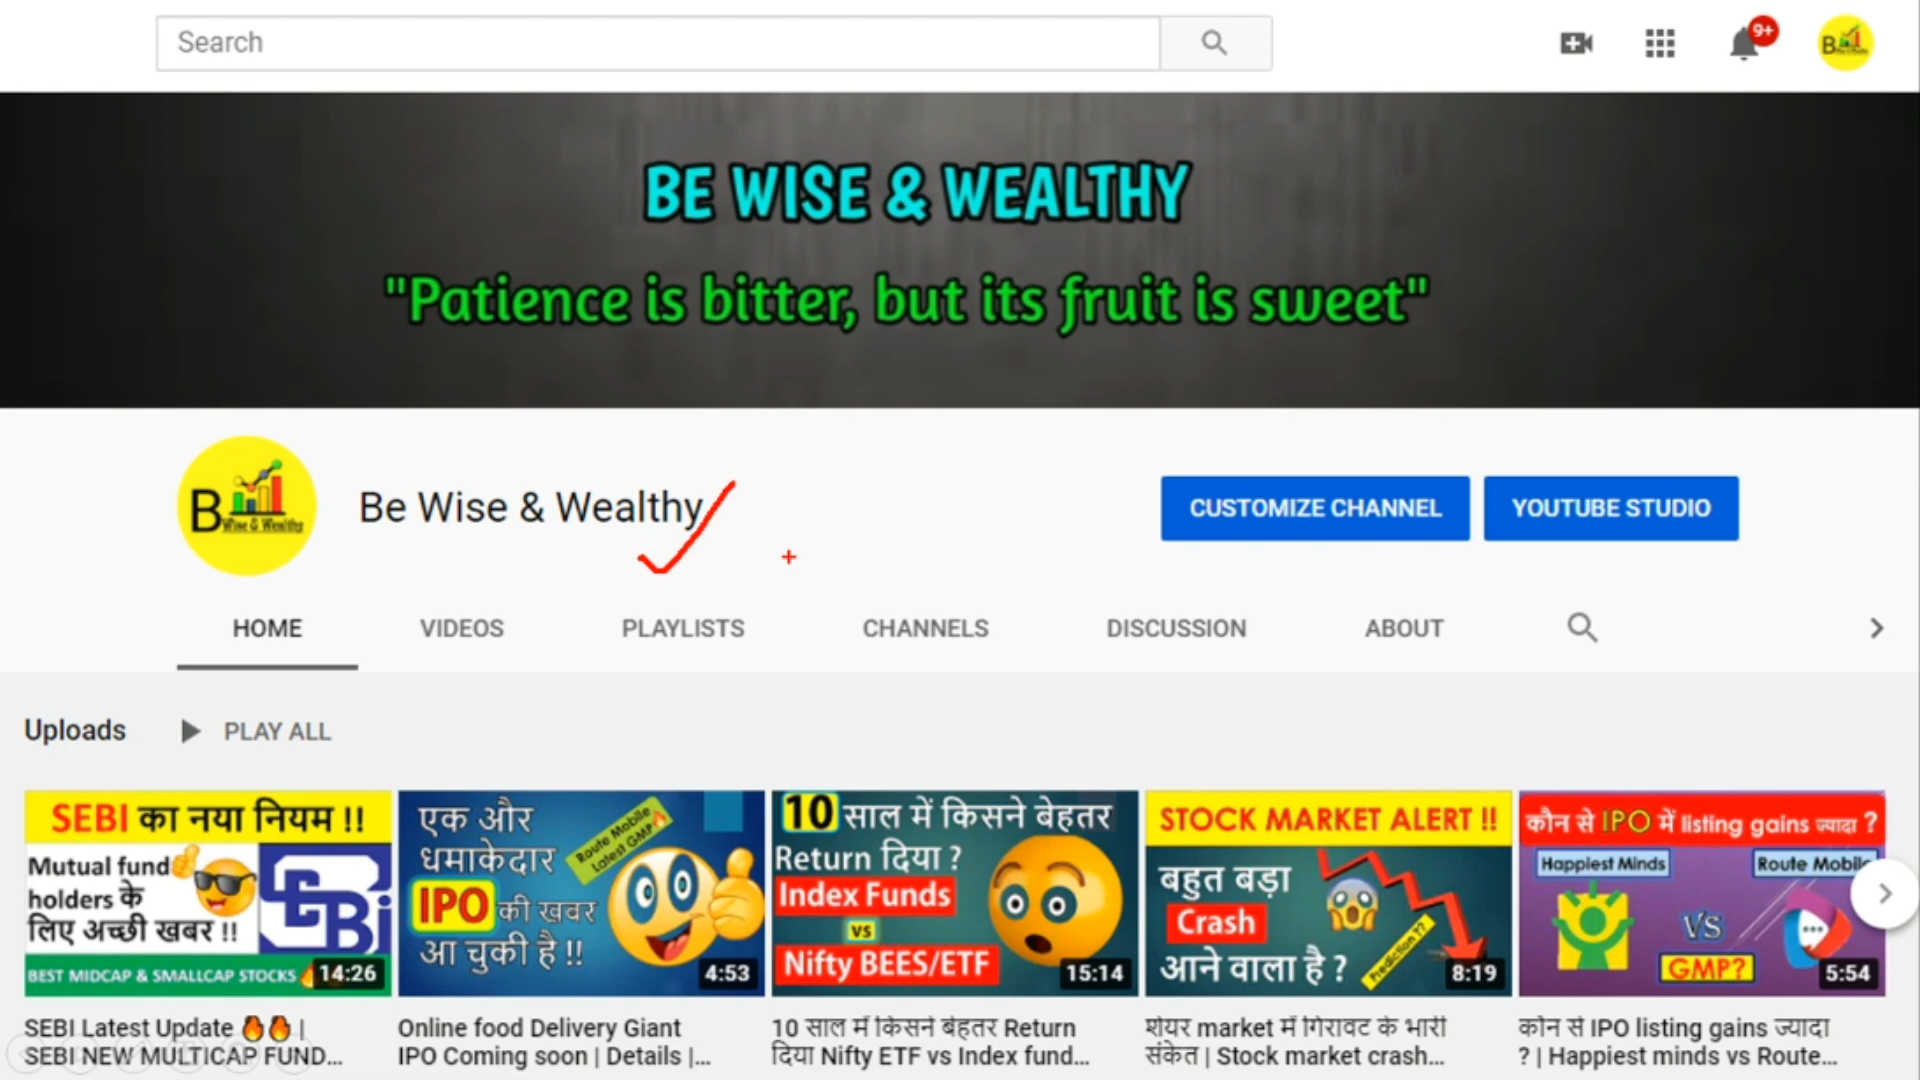 Search
9+
BE WISE & WEALTHY
"Patience is bitter, but its fruit is sweet"
B
Wise & Wealthy
Be Wise & Wealthy
CUSTOMIZE CHANNEL
YOUTUBE STUDIO
HOME
VIDEOS
PLAYLISTS
CHANNELS
DISCUSSION
ABOUT
Uploads
PLAY ALL
SEBI का नया नियम !!
Mutual fund
holders के
लिए अच्छी खबर !!
SEBI
BEST MIDCAP & SMALLCAP STOCKS
14:26
SEBI Latest Update 🔥🔥 |
SEBI NEW MULTICAP FUND...
एक और
धमाकेदार
IPO की खबर
आ चुकी है !!
Route Mobile
Latest GMP
4:53
Online food Delivery Giant
IPO Coming soon | Details |...
10 साल में किसने बेहतर
Return दिया ?
Index Funds
vs
Nifty BEES/ETF
15:14
10 साल में किसने बेहतर Return
दिया Nifty ETF vs Index fund...
STOCK MARKET ALERT !!
बहुत बड़ा
Crash
आने वाला है ?
Prediction ??
8:19
शेयर market में गिरावट के भारी
संकेत | Stock market crash...
कौन से IPO में listing gains ज्यादा ?
Happiest Minds
Route Mobile
VS
GMP?
5:54
कौन से IPO listing gains ज्यादा
? | Happiest minds vs Route...